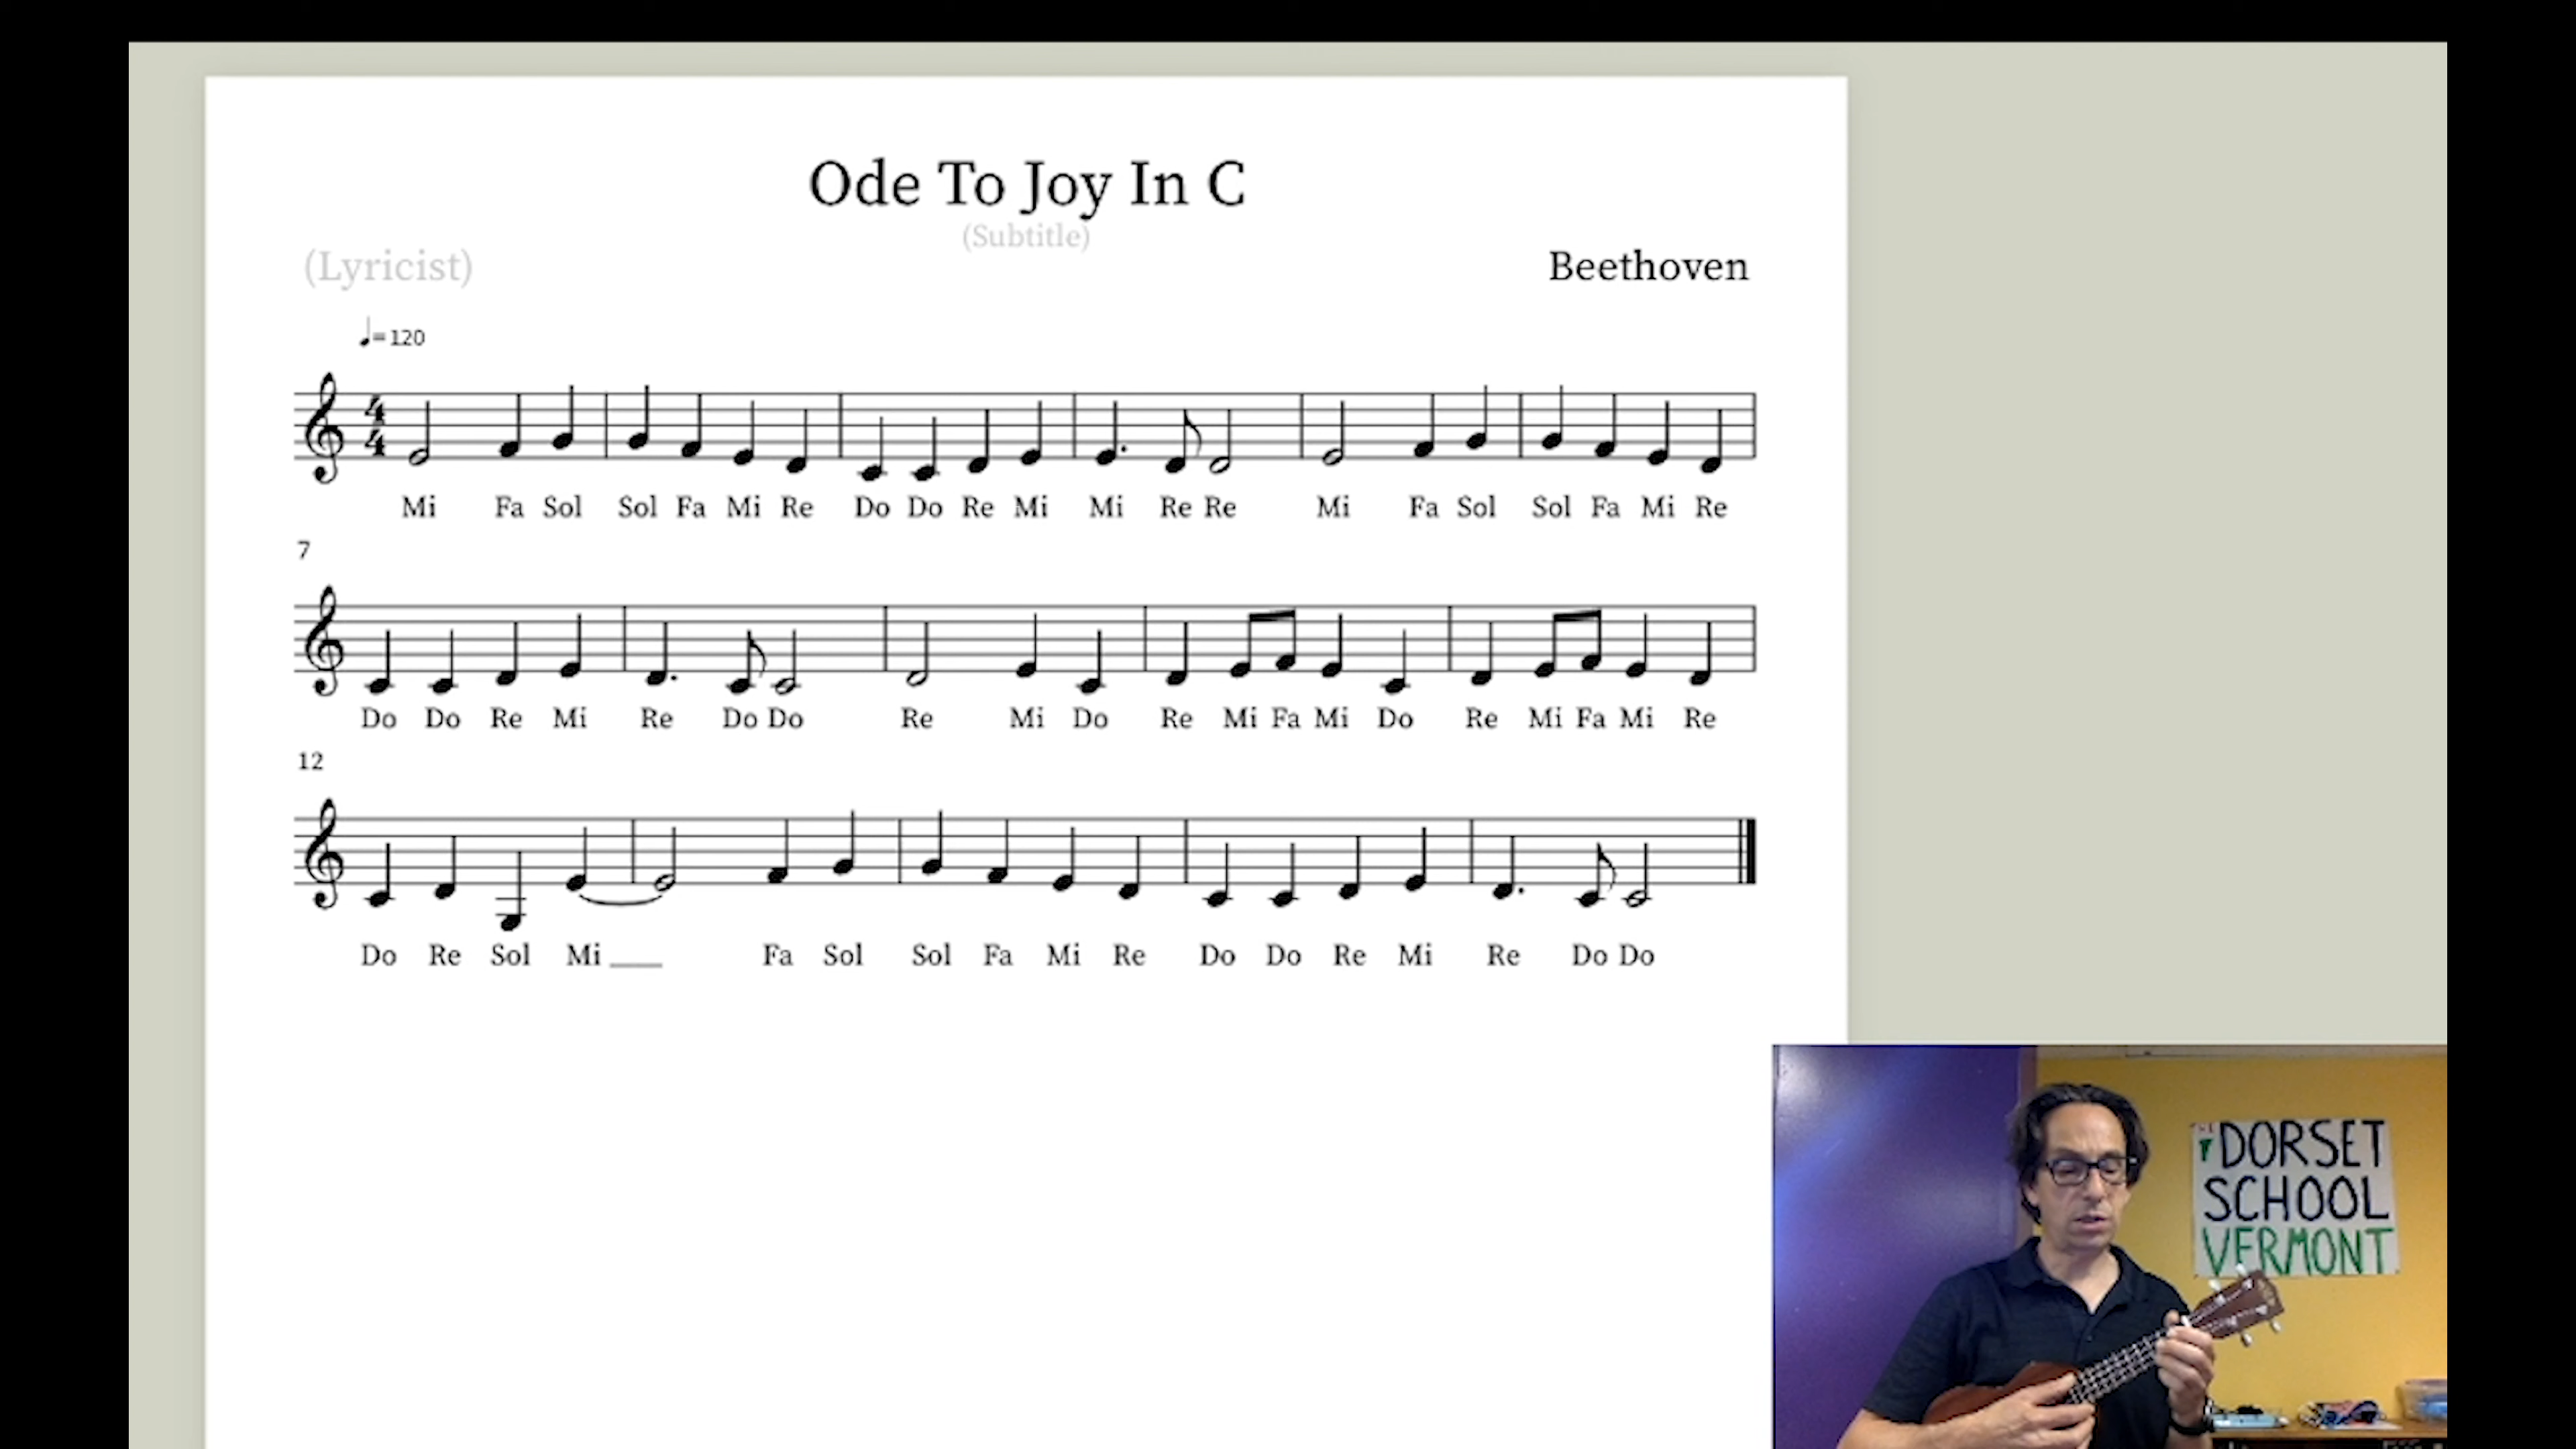 Ode To Joy In C
(Subtitle)
(Lyricist)
Beethoven
=120
4
4
Mi Fa Sol Sol Fa Mi Re Do Do Re Mi Mi Re Re Mi Fa Sol Sol Fa Mi Re
7
Do Do Re Mi Re Do Do Re Mi Do Re Mi Fa Mi Do Re Mi Fa Mi Re
12
Do Re Sol Mi___ Fa Sol Sol Fa Mi Re Do Do Re Mi Re Do Do
DORSET
SCHOOL
VERMONT